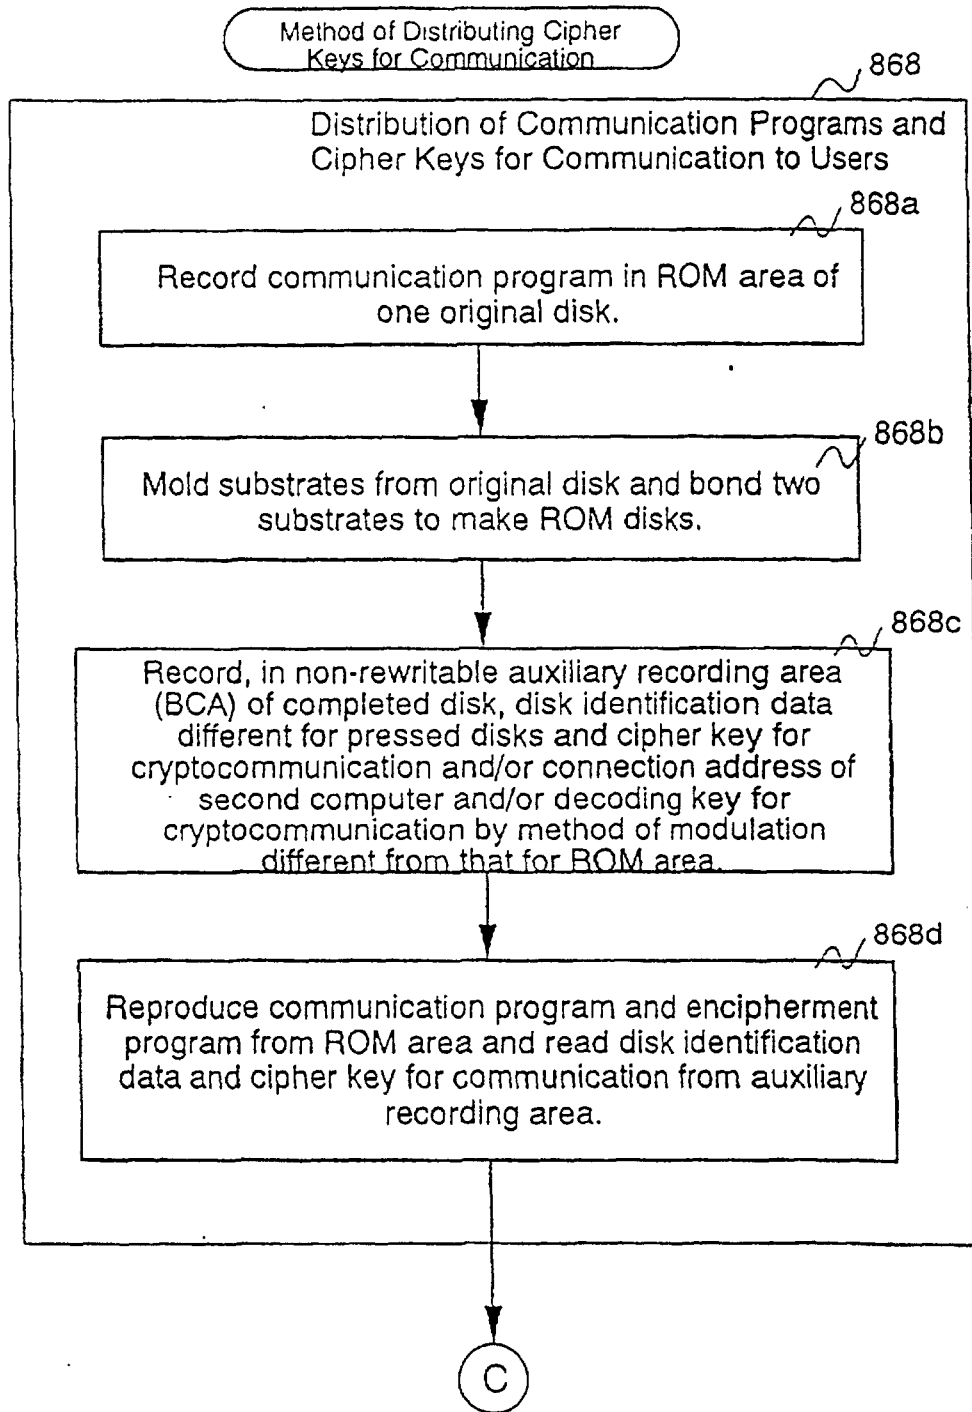 Method of Distributing Cipher
Keys for Communication
868
Distribution of Communication Programs and
Cipher Keys for Communication to Users
868a
Record communication program in ROM area of
one original disk.
868b
Mold substrates from original disk and bond two
substrates to make ROM disks.
868c
Record, in non-rewritable auxiliary recording area
(BCA) of completed disk, disk identification data
different for pressed disks and cipher key for
cryptocommunication and/or connection address of
second computer and/or decoding key for
cryptocommunication by method of modulation
different from that for ROM area.
868d
Reproduce communication program and encipherment
program from ROM area and read disk identification
data and cipher key for communication from auxiliary
recording area.
C